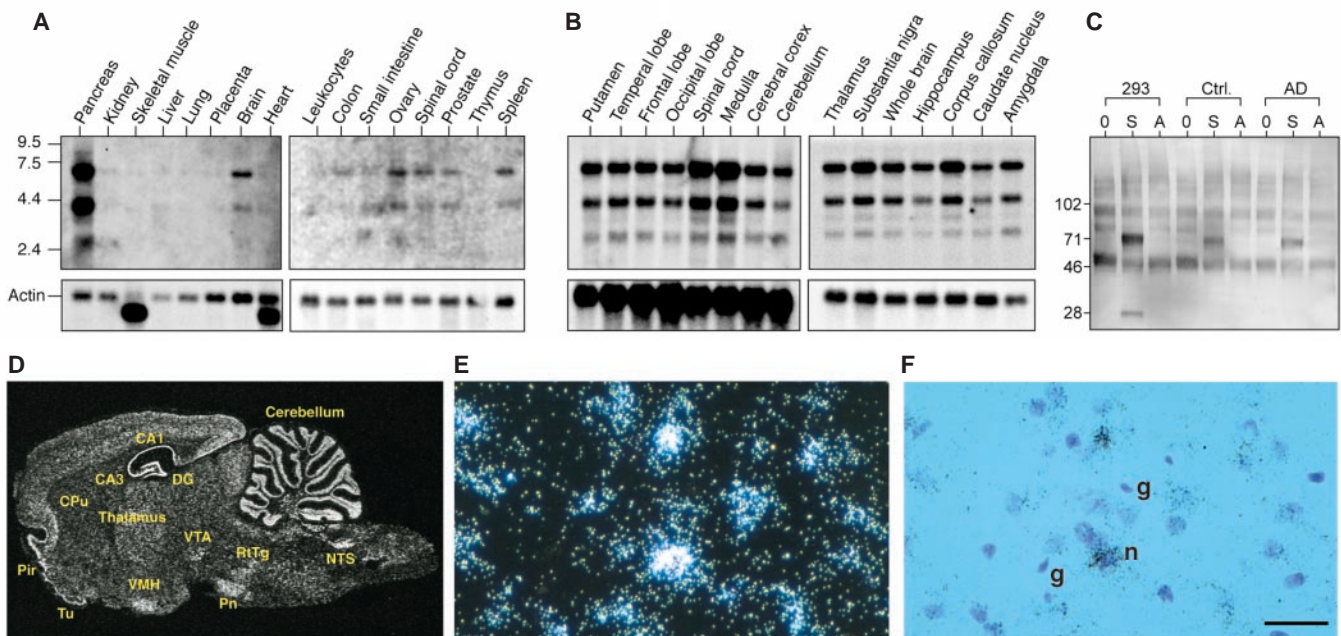 A
Pancreas
Kidney
Skeletal muscle
Liver
Lung
Placenta
Brain
Heart
Leukocytes
Colon
Small intestine
Ovary
Spinal cord
Prostate
Thymus
Spleen
9.5
7.5
4.4
2.4
Actin
B
Putamen
Temperal lobe
Frontal lobe
Occipital lobe
Spinal cord
Medulla
Cerebral corex
Cerebellum
Thalamus
Substantia nigra
Whole brain
Hippocampus
Corpus callosum
Caudate nucleus
Amygdala
C
293 Ctrl. AD
0 S A 0 S A 0 S A
102
71
46
28
D
Cerebellum
CA1
CA3 DG
CPu
Thalamus
VTA
RtTg NTS
Pir
VMH
Pn
Tu
E
F
g
n
g